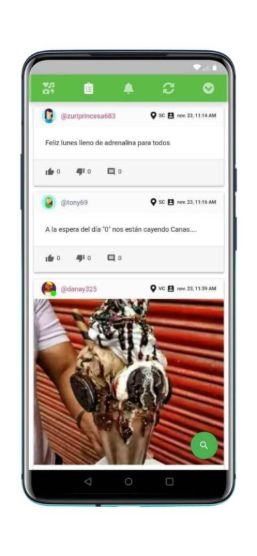 @zuriprincesa683 SC nov. 23, 11:14 AM
Feliz lunes lleno de adrenalina para todos
0 0 0
@tony69 SC nov. 23, 11:16 AM
A la espera del día "0" nos están cayendo Canas....
0 0 0
@danay325 VC nov. 23, 11:39 AM